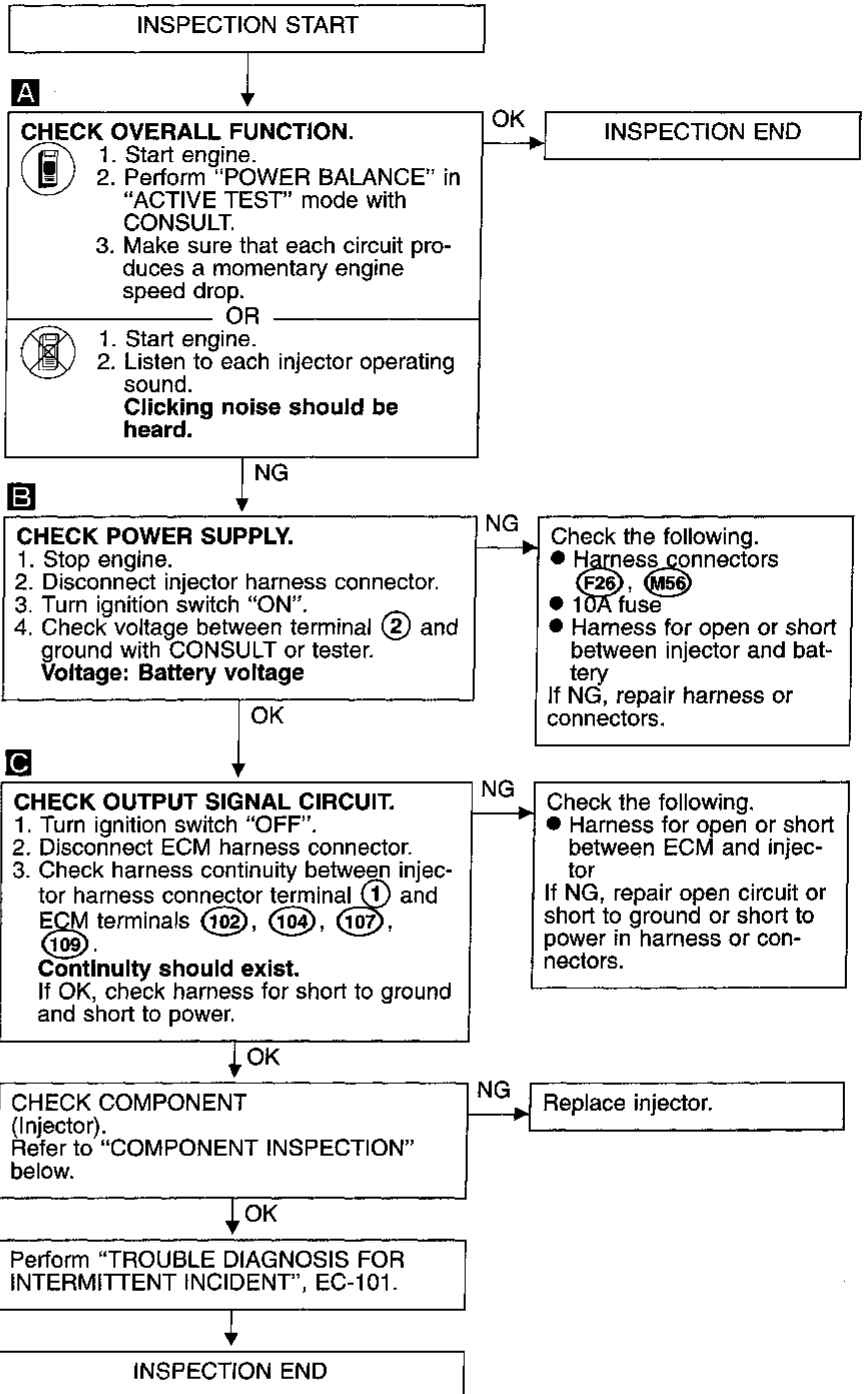 INSPECTION START
A
CHECK OVERALL FUNCTION.
1. Start engine.
2. Perform “POWER BALANCE” in
“ACTIVE TEST” mode with
CONSULT.
3. Make sure that each circuit pro-
duces a momentary engine
speed drop.
OR
1. Start engine.
2. Listen to each injector operating
sound.
Clicking noise should be
heard.
OK
INSPECTION END
NG
B
CHECK POWER SUPPLY.
1. Stop engine.
2. Disconnect injector harness connector.
3. Turn ignition switch “ON”.
4. Check voltage between terminal 2 and
ground with CONSULT or tester.
Voltage: Battery voltage
NG
Check the following.
● Harness connectors
F26, M56
● 10A fuse
● Harness for open or short
between injector and bat-
tery
If NG, repair harness or
connectors.
OK
C
CHECK OUTPUT SIGNAL CIRCUIT.
1. Turn ignition switch “OFF”.
2. Disconnect ECM harness connector.
3. Check harness continuity between injec-
tor harness connector terminal 1 and
ECM terminals 102, 104, 107,
109.
Continuity should exist.
If OK, check harness for short to ground
and short to power.
NG
Check the following.
● Harness for open or short
between ECM and injec-
tor
If NG, repair open circuit or
short to ground or short to
power in harness or con-
nectors.
OK
CHECK COMPONENT
(Injector).
Refer to “COMPONENT INSPECTION”
below.
NG
Replace injector.
OK
Perform “TROUBLE DIAGNOSIS FOR
INTERMITTENT INCIDENT”, EC-101.
INSPECTION END